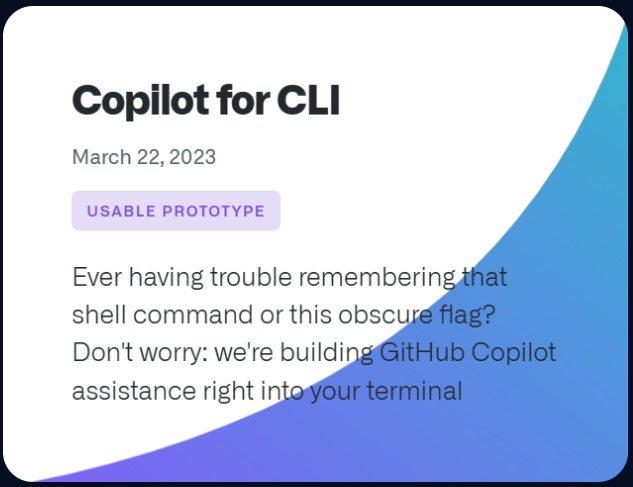 Copilot for CLI
March 22, 2023
USABLE PROTOTYPE
Ever having trouble remembering that
shell command or this obscure flag?
Don't worry: we're building GitHub Copilot
assistance right into your terminal